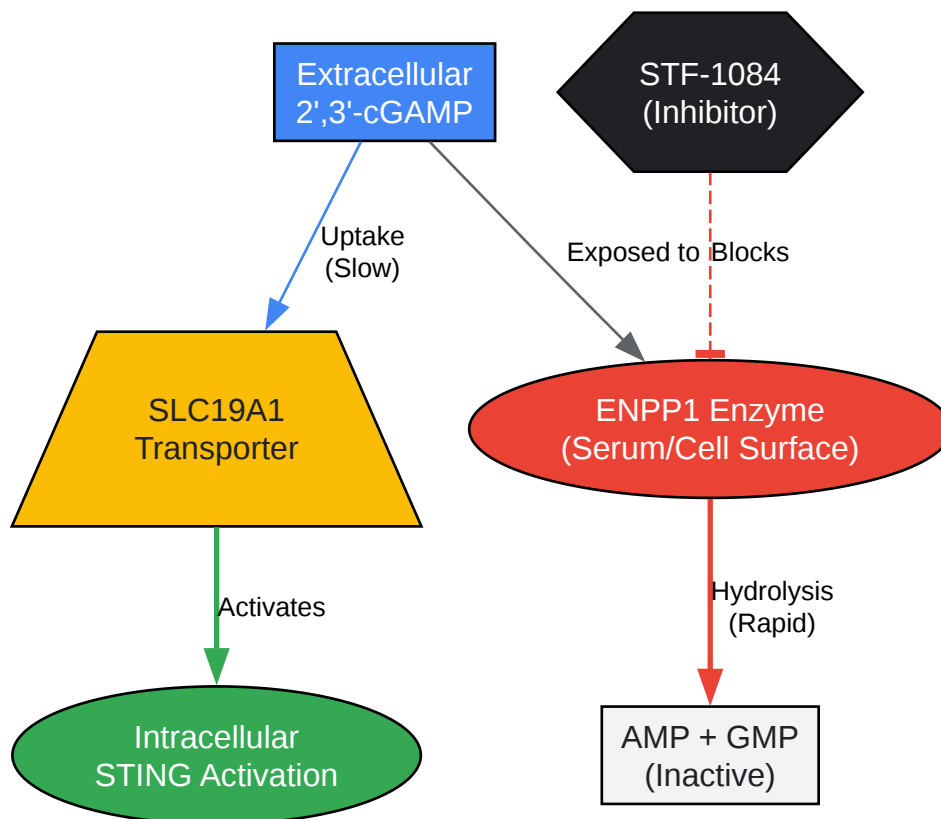 Extracellular
2',3'-cGAMP
STF-1084
(Inhibitor)
Uptake
(Slow)
Exposed to
Blocks
SLC19A1
Transporter
ENPP1 Enzyme
(Serum/Cell Surface)
Activates
Hydrolysis
(Rapid)
Intracellular
STING Activation
AMP + GMP
(Inactive)